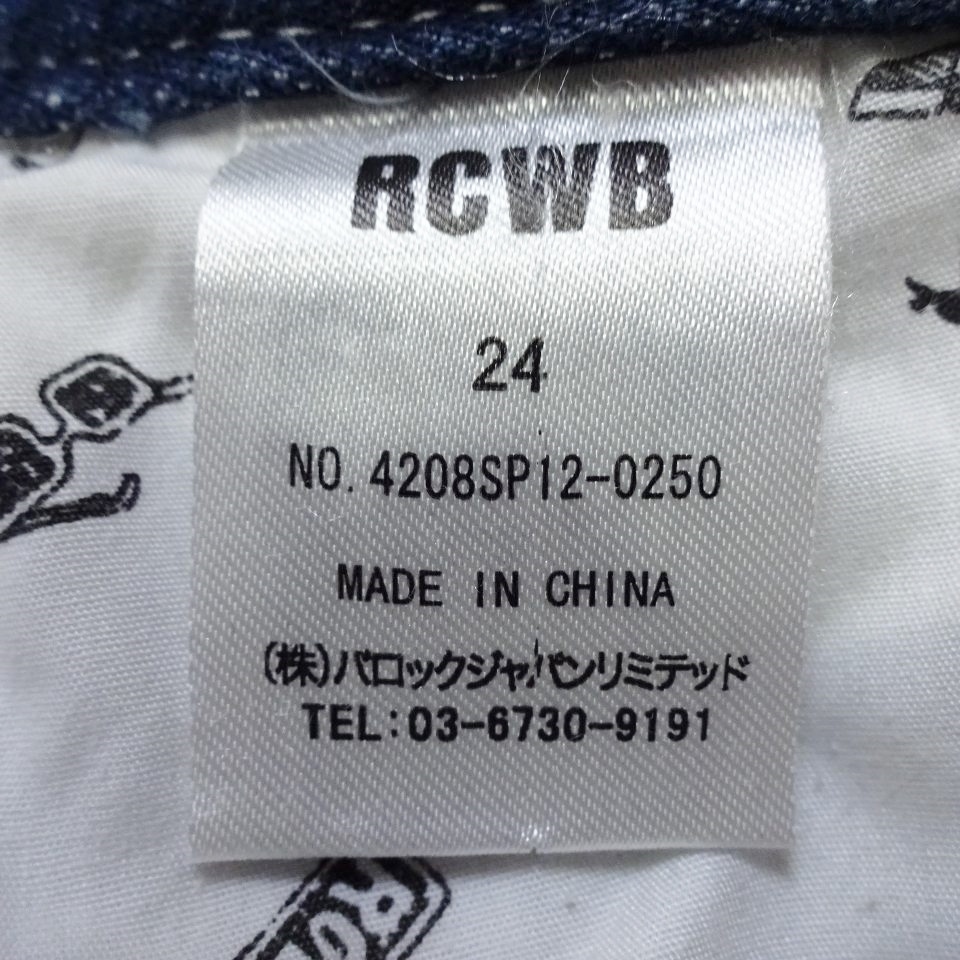 RCWB
24
NO. 4208SP12-0250
MADE IN CHINA
(株)バロックジャパンリミテッド
TEL:03-6730-9191